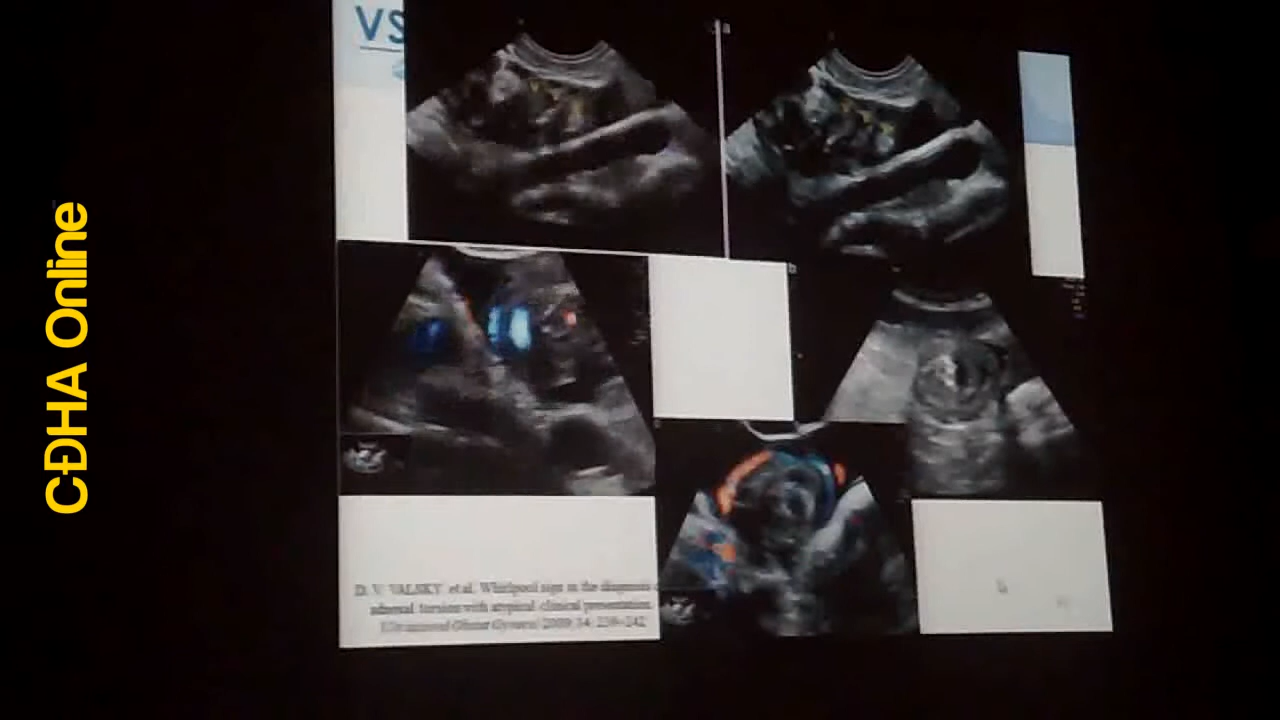 VS
CĐHA Online
D. V. VALSKY et al. Whirlpool sign in the diagnosis
adnexal torsion with atypical clinical presentation
Ultrasound Obstet Gynecol 2009; 34: 239–242